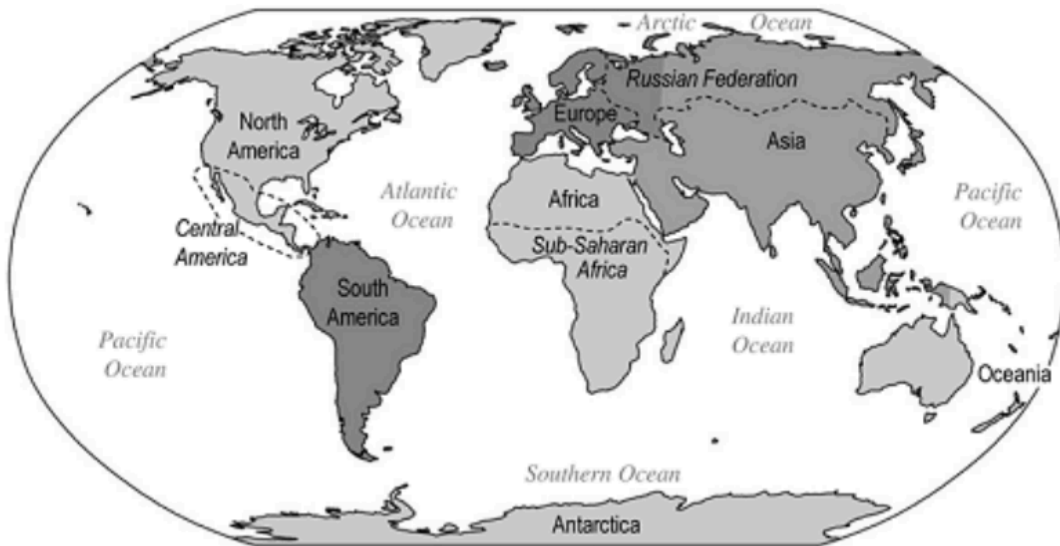 Arctic Ocean
Russian Federation
North
America
Europe
Asia
Atlantic
Ocean
Africa
Pacific
Ocean
Central
America
Sub-Saharan
Africa
South
America
Indian
Ocean
Pacific
Ocean
Oceania
Southern Ocean
Antarctica